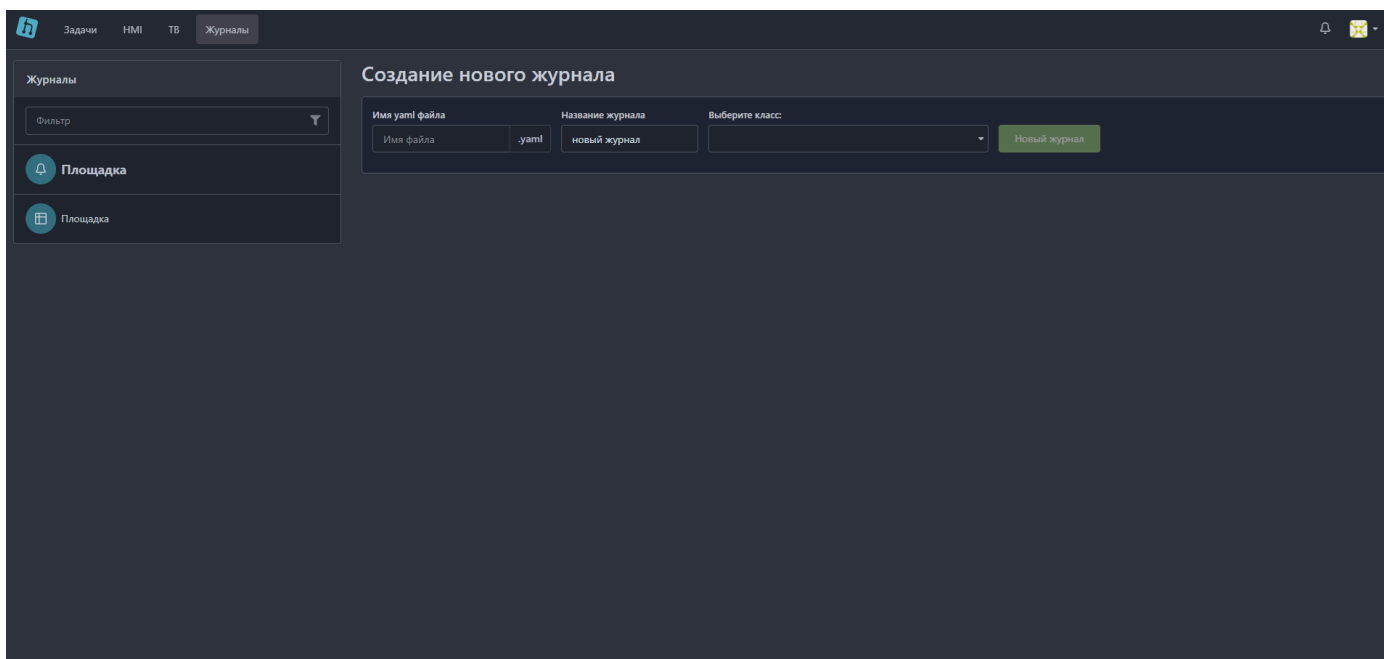 Задачи HMI ТВ Журналы
Журналы
Фильтр
Площадка
Площадка
Создание нового журнала
Имя yaml файла Название журнала Выберите класс:
Имя файла .yaml новый журнал Новый журнал